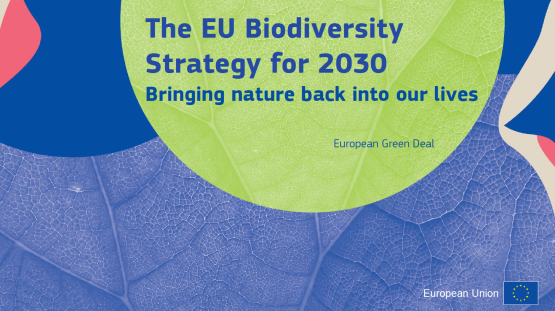 The EU Biodiversity
Strategy for 2030
Bringing nature back into our lives
European Green Deal
European Union